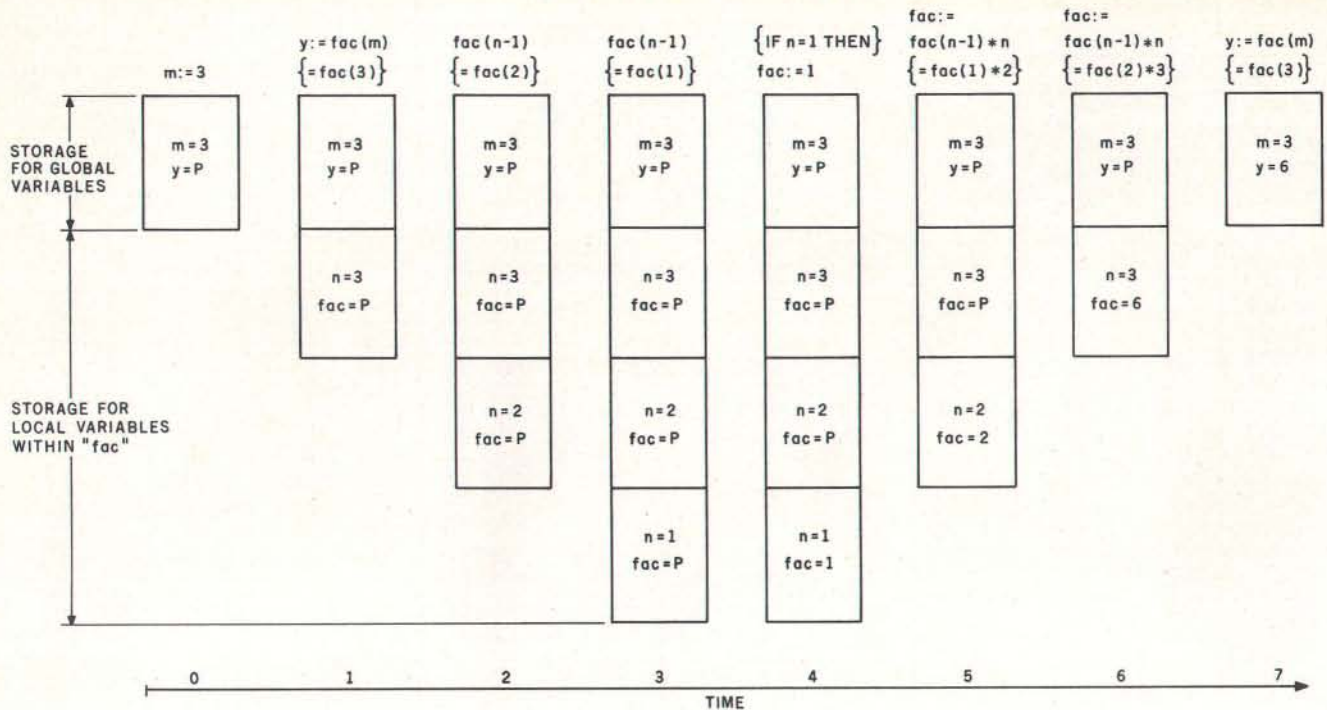 m:=3
y:= fac(m)
{=fac(3)}
fac(n-1)
{=fac(2)}
fac(n-1)
{=fac(1)}
{IF n=1 THEN}
fac:=1
fac:=
fac(n-1)*n
{=fac(1)*2}
fac:=
fac(n-1)*n
{=fac(2)*3}
y:= fac(m)
{=fac(3)}
STORAGE
FOR GLOBAL
VARIABLES
m=3
y=P
m=3
y=P
m=3
y=P
m=3
y=P
m=3
y=P
m=3
y=P
m=3
y=P
m=3
y=6
STORAGE FOR
LOCAL VARIABLES
WITHIN "fac"
n=3
fac=P
n=3
fac=P
n=3
fac=P
n=3
fac=P
n=3
fac=P
n=3
fac=6
n=2
fac=P
n=2
fac=P
n=2
fac=P
n=2
fac=2
n=1
fac=P
n=1
fac=1
0 1 2 3 4 5 6 7
TIME